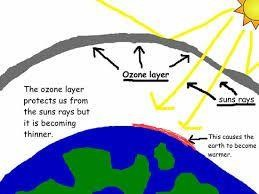 Ozone layer
suns rays
The ozone layer
protects us from
the suns rays but
it is becoming
thinner.
This causes the
earth to become
warmer.